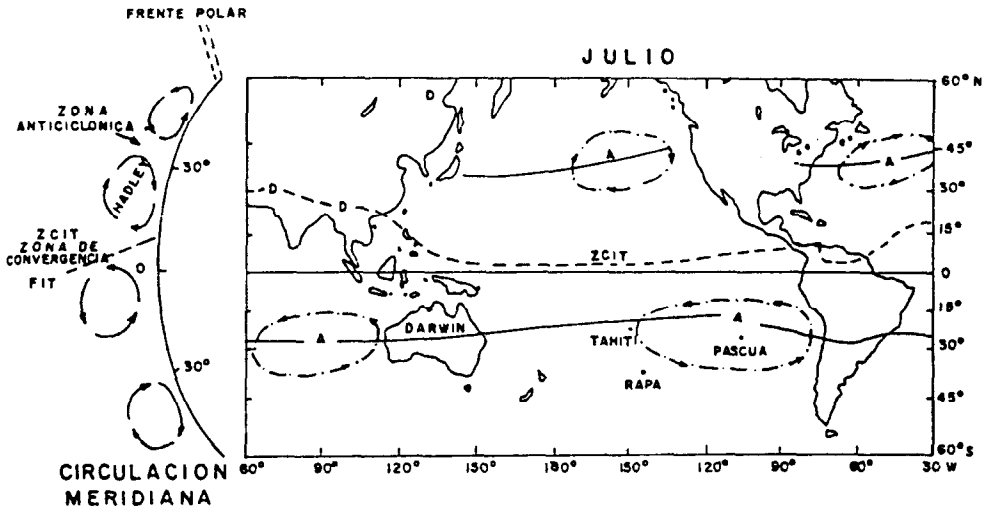 FRENTE POLAR
JULIO
ZONA
ANTICICLONICA
30°
HADLEY
ZCIT
ZONA DE
CONVERGENCIA
FIT
0
30°
CIRCULACION
MERIDIANA
D
D
D
A
A
ZCIT
A
DARWIN
TAHIT
A
PASCUA
RAPA
60°N
45°
30°
15°
0
15°
30°
45°
60°S
60°
90°
120°
150°
180°
150°
120°
90°
60°
30 W